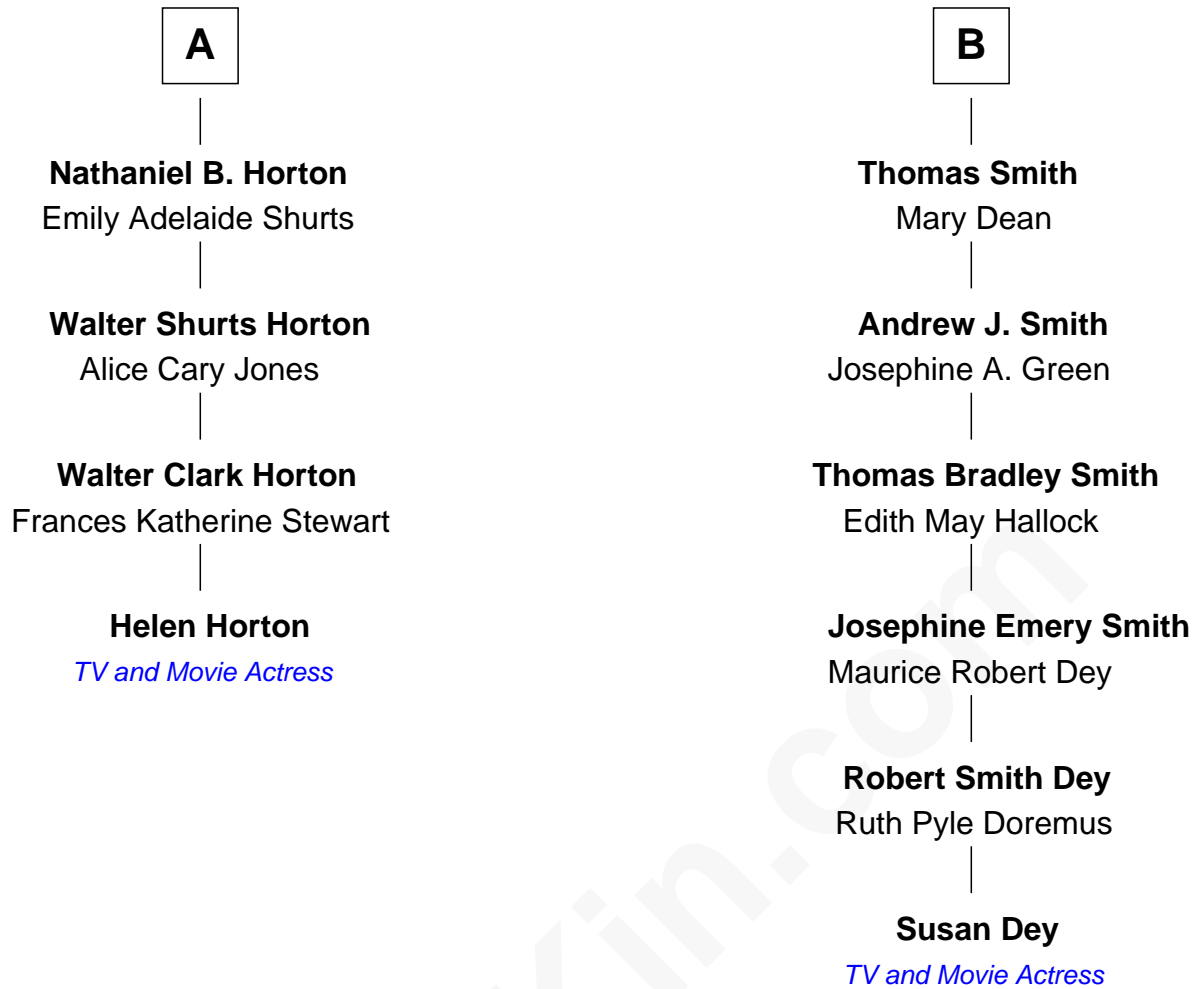 A
Nathaniel B. Horton
Emily Adelaide Shurts
Walter Shurts Horton
Alice Cary Jones
Walter Clark Horton
Frances Katherine Stewart
Helen Horton
TV and Movie Actress
B
Thomas Smith
Mary Dean
Andrew J. Smith
Josephine A. Green
Thomas Bradley Smith
Edith May Hallock
Josephine Emery Smith
Maurice Robert Dey
Robert Smith Dey
Ruth Pyle Doremus
Susan Dey
TV and Movie Actress
Kin.com